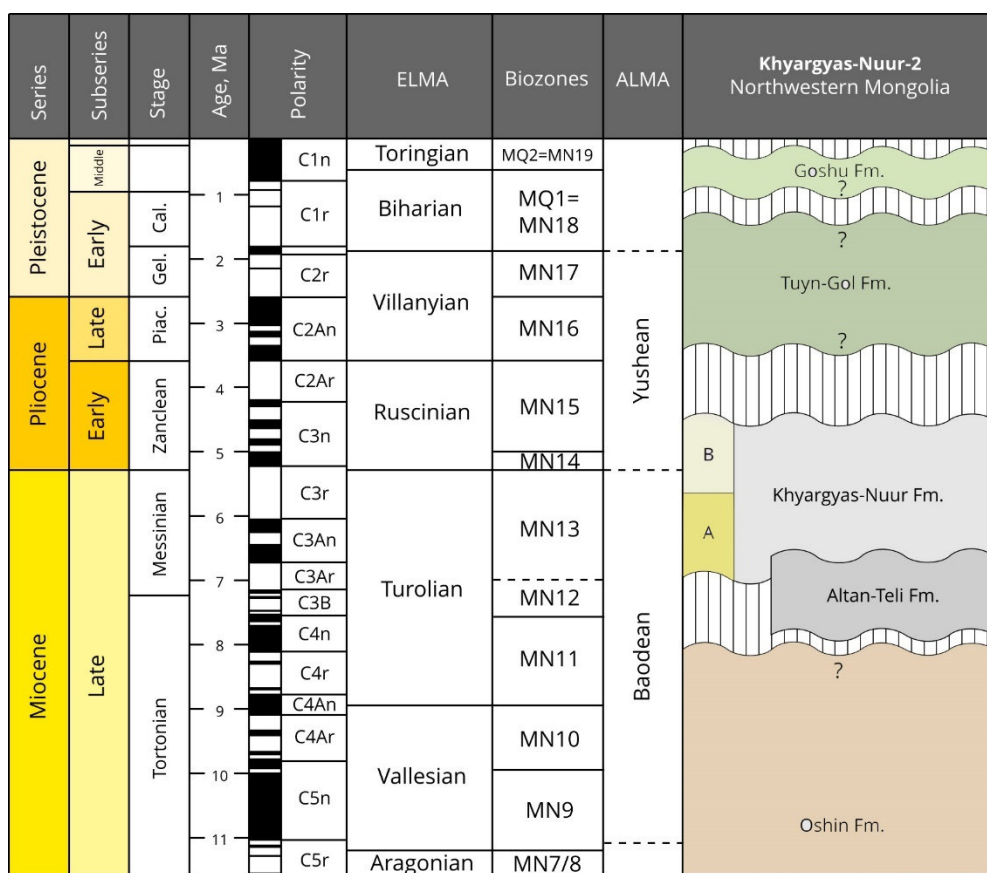 Series
Subseries
Stage
Age, Ma
Polarity
ELMA
Biozones
ALMA
Khyargyas-Nuur-2
Northwestern Mongolia
Pleistocene
Pliocene
Miocene
Middle
Early
Late
Early
Late
Cal.
Gel.
Piac.
Zanclean
Messinian
Tortonian
1
2
3
4
5
6
7
8
9
10
11
C1n
C1r
C2r
C2An
C2Ar
C3n
C3r
C3An
C3Ar
C3B
C4n
C4r
C4An
C4Ar
C5n
C5r
Toringian
Biharian
Villanyian
Ruscinian
Turolian
Vallesian
Aragonian
MQ2=MN19
MQ1=
MN18
MN17
MN16
MN15
MN14
MN13
MN12
MN11
MN10
MN9
MN7/8
Yushean
Baodean
Goshu Fm.
?
?
Tuyn-Gol Fm.
?
B
A
Khyargyas-Nuur Fm.
Altan-Teli Fm.
?
Oshin Fm.